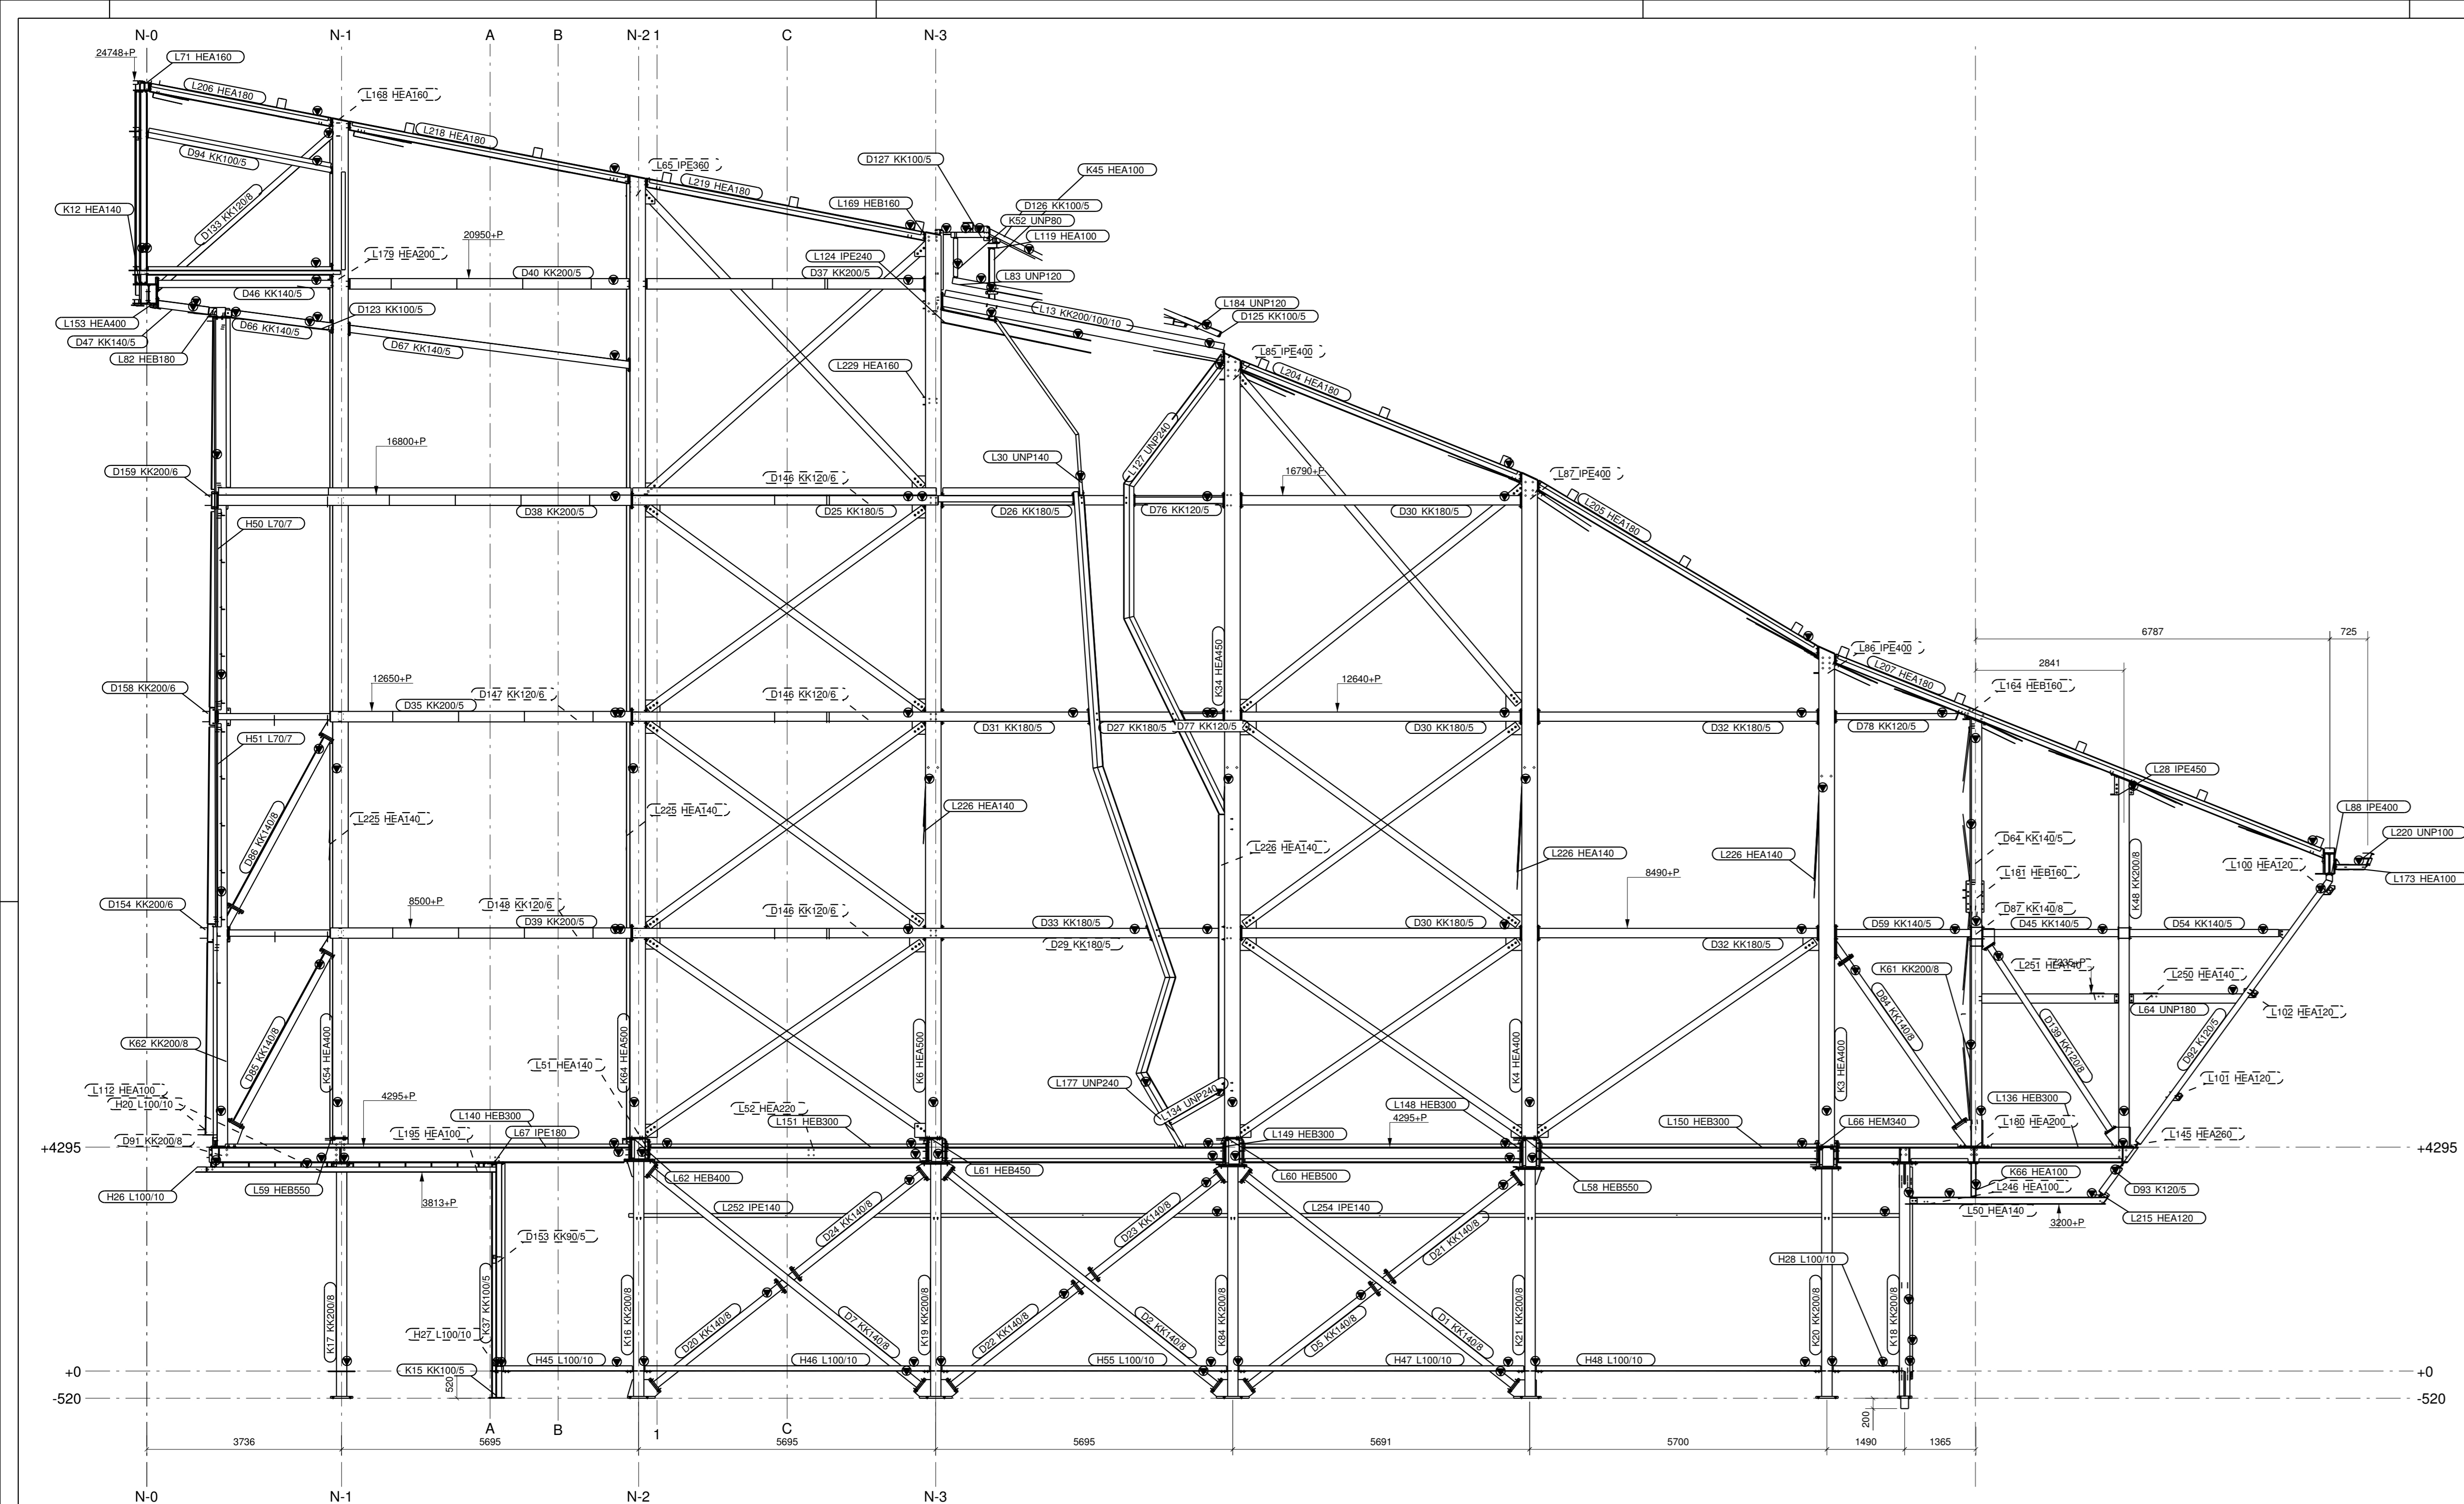 N-0
N-1
A
B
N-2
1
C
N-3
24748+P
L71 HEA160
L206 HEA180
L168 HEA160
L218 HEA180
D94 KK100/5
L65 IPE360
L219 HEA180
D127 KK100/5
K45 HEA100
K12 HEA140
D133 KK120/8
L169 HEB160
D126 KK100/5
K52 UNP80
L119 HEA100
20950+P
L179 HEA200
L124 IPE240
D40 KK200/5
D37 KK200/5
L83 UNP120
D46 KK140/5
D123 KK100/5
L13 KK200/100/10
L184 UNP120
D125 KK100/5
L153 HEA400
D66 KK140/5
D47 KK140/5
D67 KK140/5
L82 HEB180
L229 HEA160
L85 IPE400
L204 HEA180
16800+P
L30 UNP140
L127 UNP240
D159 KK200/6
D146 KK120/6
16790+P
L87 IPE400
H50 L70/7
D38 KK200/5
D25 KK180/5
D26 KK180/5
D76 KK120/5
D30 KK180/5
L205 HEA180
6787
725
L86 IPE400
2841
L207 HEA180
K34 HEA450
12650+P
12640+P
D158 KK200/6
D147 KK120/6
D146 KK120/6
L164 HEB160
D35 KK200/5
H51 L70/7
D31 KK180/5
D27 KK180/5
D77 KK120/5
D30 KK180/5
D32 KK180/5
D78 KK120/5
L28 IPE450
L225 HEA140
L225 HEA140
L226 HEA140
L88 IPE400
L220 UNP100
D86 KK140/8
L226 HEA140
L226 HEA140
L226 HEA140
D64 KK140/5
L100 HEA120
L173 HEA100
8490+P
L181 HEB160
K48 KK200/8
D154 KK200/6
8500+P
D148 KK120/6
D146 KK120/6
D87 KK140/8
D39 KK200/5
D33 KK180/5
D30 KK180/5
D59 KK140/5
D45 KK140/5
D54 KK140/5
D29 KK180/5
D32 KK180/5
K61 KK200/8
L251 HEA140
L250 HEA140
L64 UNP180
L102 HEA120
D84 KK140/8
D139 KK120/8
D92 K120/5
K62 KK200/8
D85 KK140/8
K54 HEA400
K64 HEA500
K6 HEA500
K4 HEA400
K3 HEA400
L51 HEA140
L112 HEA100
H20 L100/10
4295+P
L177 UNP240
L134 UNP240
L101 HEA120
L140 HEB300
L52 HEA220
L148 HEB300
L136 HEB300
L195 HEA100
L67 IPE180
L151 HEB300
4295+P
L150 HEB300
L66 HEM340
L180 HEA200
D91 KK200/8
L149 HEB300
L145 HEA260
+4295
+4295
H26 L100/10
L59 HEB550
L62 HEB400
L61 HEB450
L60 HEB500
L58 HEB550
K66 HEA100
L246 HEA100
D93 K120/5
3813+P
L252 IPE140
D24 KK140/8
D23 KK140/8
L254 IPE140
D21 KK140/8
L50 HEA140
3200+P
L215 HEA120
D153 KK90/5
H28 L100/10
K17 KK200/8
K37 KK100/5
K16 KK200/8
K19 KK200/8
K84 KK200/8
K21 KK200/8
K20 KK200/8
K18 KK200/8
H27 L100/10
D20 KK140/8
D7 KK140/8
D22 KK140/8
D2 KK140/8
D5 KK140/8
D1 KK140/8
+0
K15 KK100/5
H45 L100/10
H46 L100/10
H55 L100/10
H47 L100/10
H48 L100/10
+0
-520
520
-520
200
A
B
1
C
3736
5695
5695
5695
5691
5700
1490
1365
N-0
N-1
N-2
N-3